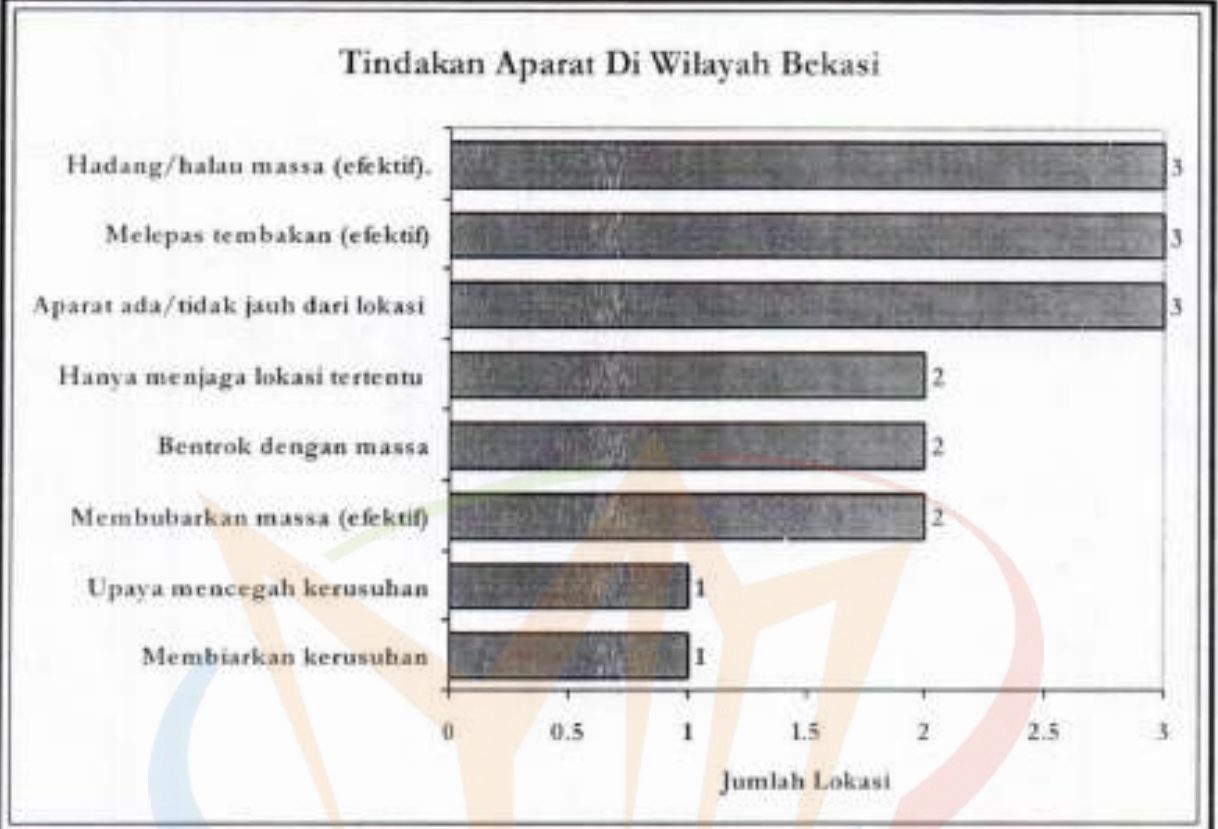 Tindakan Aparat Di Wilayah Bekasi
Hadang/halau massa (efektif). 3
Melepas tembakan (efektif) 3
Aparat ada/tidak jauh dari lokasi 3
Hanya menjaga lokasi tertentu 2
Bentrok dengan massa 2
Membubarkan massa (efektif) 2
Upaya mencegah kerusuhan 1
Membiarkan kerusuhan 1
0 0.5 1 1.5 2 2.5 3
Jumlah Lokasi